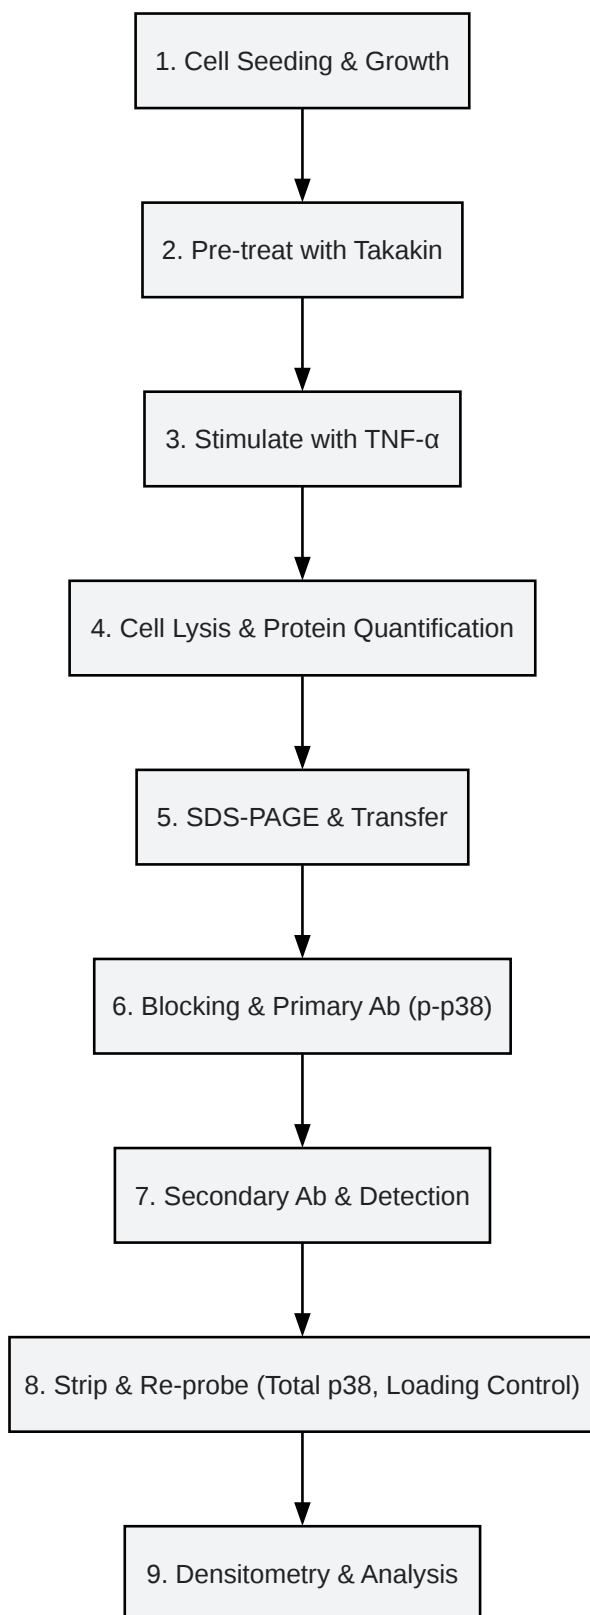 1. Cell Seeding & Growth
2. Pre-treat with Takakin
3. Stimulate with TNF-α
4. Cell Lysis & Protein Quantification
5. SDS-PAGE & Transfer
6. Blocking & Primary Ab (p-p38)
7. Secondary Ab & Detection
8. Strip & Re-probe (Total p38, Loading Control)
9. Densitometry & Analysis